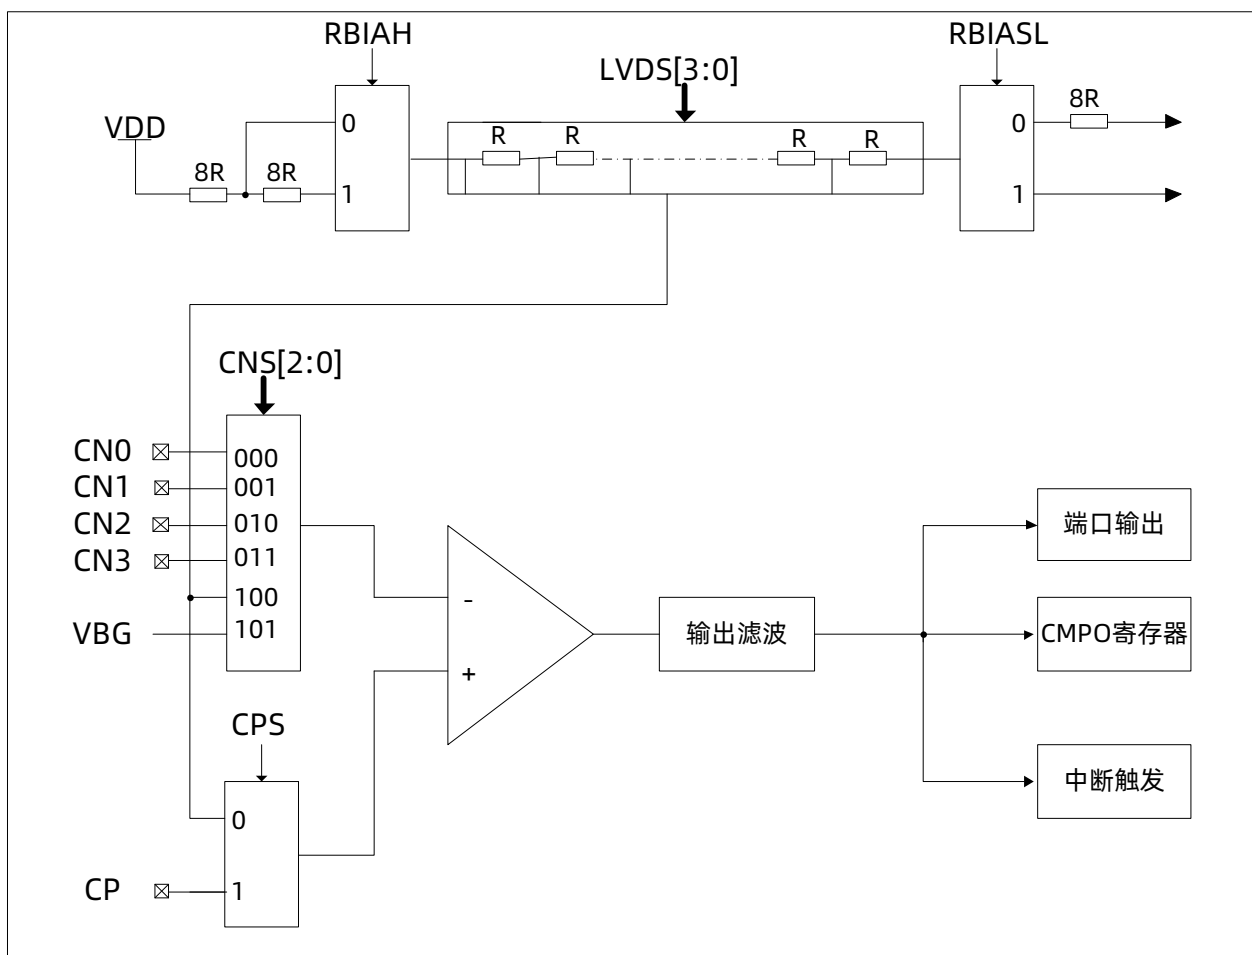 RBIAH
RBIASL
LVDS[3:0]
8R
VDD
0
R
R
R
R
0
8R
8R
1
1
CNS[2:0]
CN0
000
CN1
001
CN2
010
端口输出
CN3
011
100
-
VBG
101
输出滤波
CMPO寄存器
+
CPS
中断触发
0
CP
1